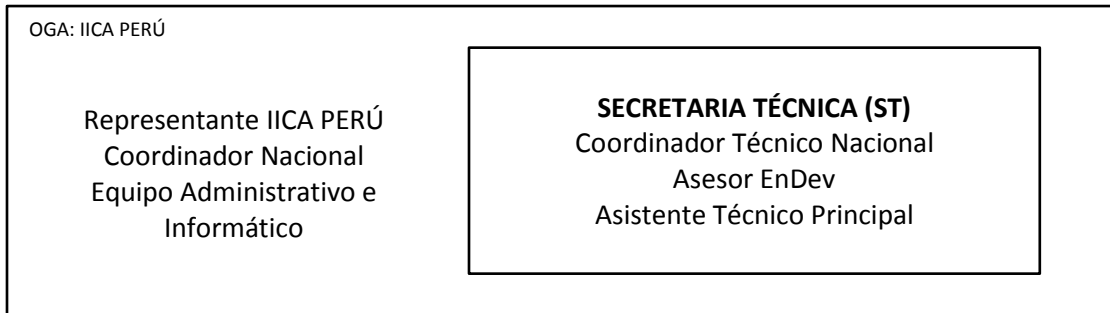 OGA: IICA PERÚ
Representante IICA PERÚ
Coordinador Nacional
Equipo Administrativo e
Informático
SECRETARIA TÉCNICA (ST)
Coordinador Técnico Nacional
Asesor EnDev
Asistente Técnico Principal